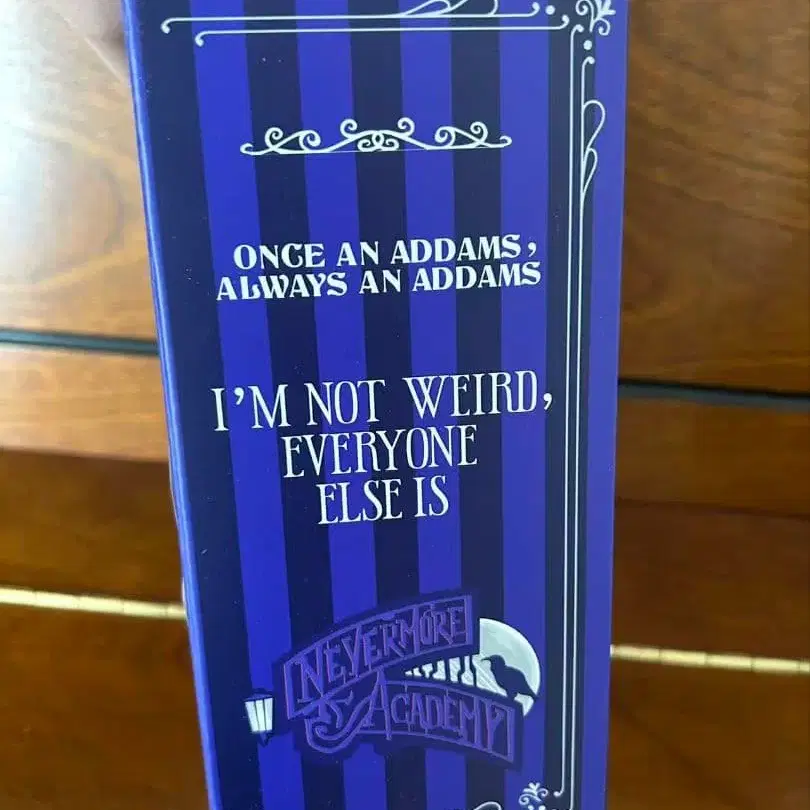 ONCE AN ADDAMS,
ALWAYS AN ADDAMS
I'M NOT WEIRD,
EVERYONE
ELSE IS
NEVERMORE
ACADEMY